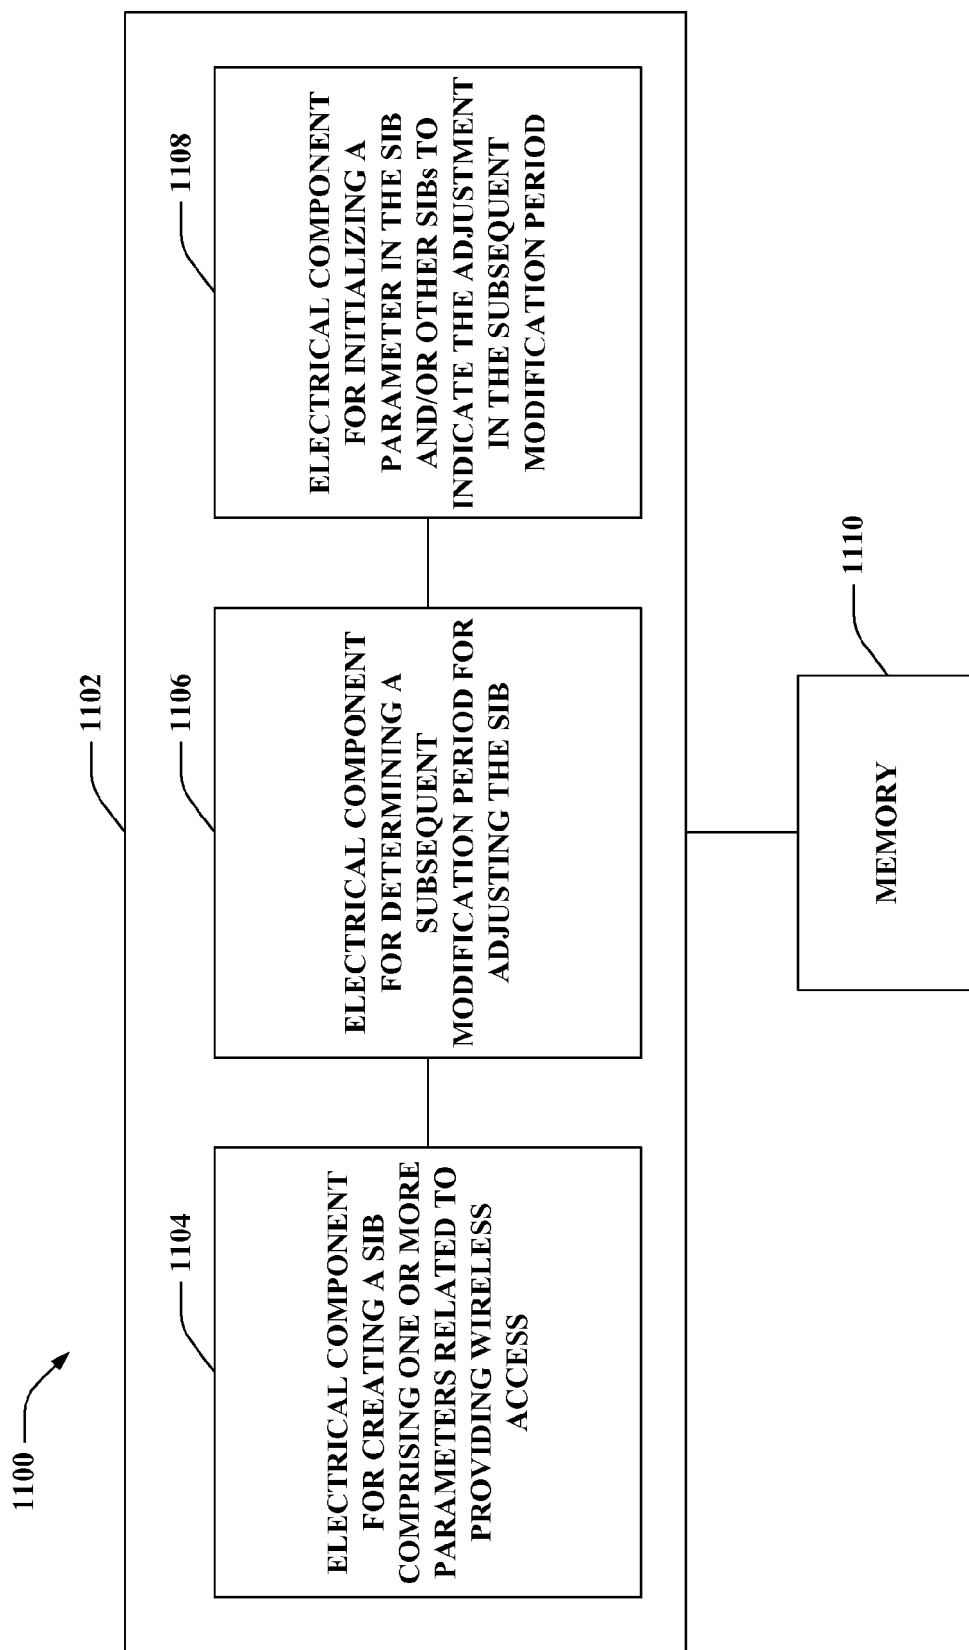 1100
1102
1104
ELECTRICAL COMPONENT
FOR CREATING A SIB
COMPRISING ONE OR MORE
PARAMETERS RELATED TO
PROVIDING WIRELESS
ACCESS
1106
ELECTRICAL COMPONENT
FOR DETERMINING A
SUBSEQUENT
MODIFICATION PERIOD FOR
ADJUSTING THE SIB
1108
ELECTRICAL COMPONENT
FOR INITIALIZING A
PARAMETER IN THE SIB
AND/OR OTHER SIBs TO
INDICATE THE ADJUSTMENT
IN THE SUBSEQUENT
MODIFICATION PERIOD
1110
MEMORY